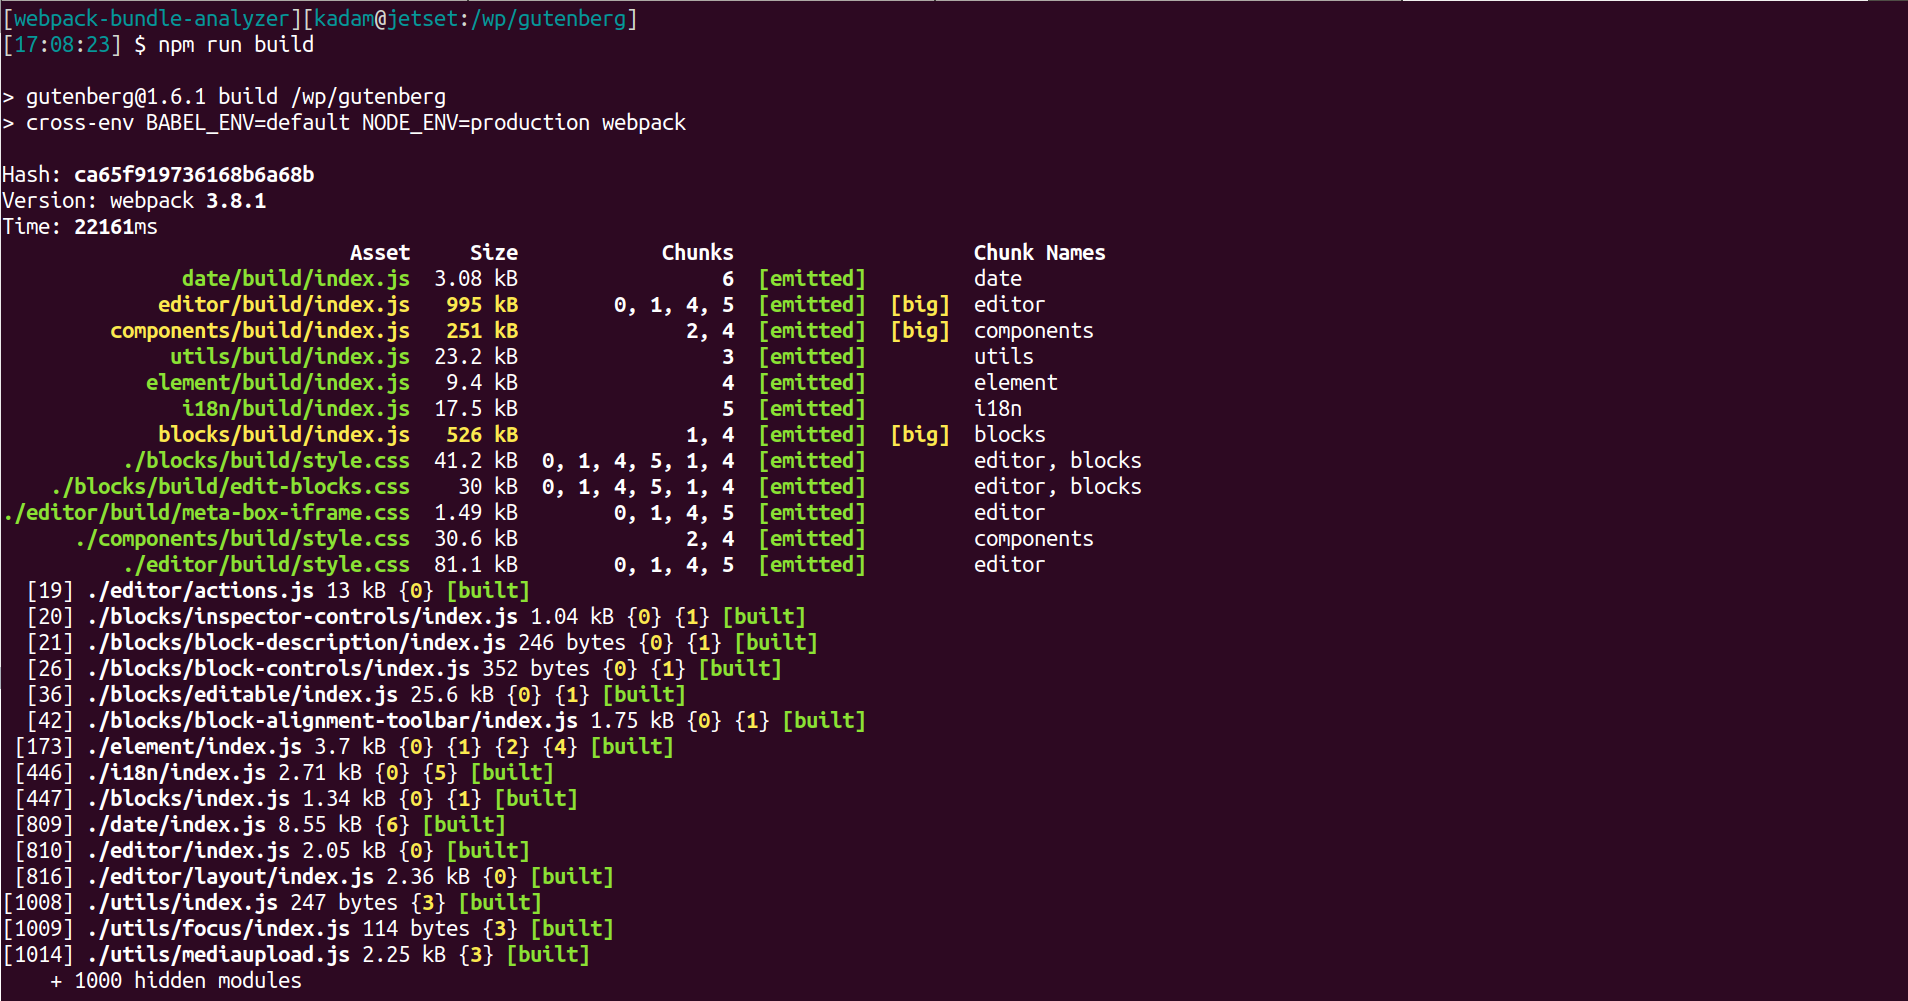 [webpack-bundle-analyzer][kadam@jetset:/wp/gutenberg]
[17:08:23] $ npm run build
> gutenberg@1.6.1 build /wp/gutenberg
> cross-env BABEL_ENV=default NODE_ENV=production webpack
Hash: ca65f919736168b6a68b
Version: webpack 3.8.1
Time: 22161ms
Asset Size Chunks Chunk Names
date/build/index.js 3.08 kB 6 [emitted] date
editor/build/index.js 995 kB 0, 1, 4, 5 [emitted] [big] editor
components/build/index.js 251 kB 2, 4 [emitted] [big] components
utils/build/index.js 23.2 kB 3 [emitted] utils
element/build/index.js 9.4 kB 4 [emitted] element
i18n/build/index.js 17.5 kB 5 [emitted] i18n
blocks/build/index.js 526 kB 1, 4 [emitted] [big] blocks
./blocks/build/style.css 41.2 kB 0, 1, 4, 5, 1, 4 [emitted] editor, blocks
./blocks/build/edit-blocks.css 30 kB 0, 1, 4, 5, 1, 4 [emitted] editor, blocks
./editor/build/meta-box-iframe.css 1.49 kB 0, 1, 4, 5 [emitted] editor
./components/build/style.css 30.6 kB 2, 4 [emitted] components
./editor/build/style.css 81.1 kB 0, 1, 4, 5 [emitted] editor
[19] ./editor/actions.js 13 kB {0} [built]
[20] ./blocks/inspector-controls/index.js 1.04 kB {0} {1} [built]
[21] ./blocks/block-description/index.js 246 bytes {0} {1} [built]
[26] ./blocks/block-controls/index.js 352 bytes {0} {1} [built]
[36] ./blocks/editable/index.js 25.6 kB {0} {1} [built]
[42] ./blocks/block-alignment-toolbar/index.js 1.75 kB {0} {1} [built]
[173] ./element/index.js 3.7 kB {0} {1} {2} {4} [built]
[446] ./i18n/index.js 2.71 kB {0} {5} [built]
[447] ./blocks/index.js 1.34 kB {0} {1} [built]
[809] ./date/index.js 8.55 kB {6} [built]
[810] ./editor/index.js 2.05 kB {0} [built]
[816] ./editor/layout/index.js 2.36 kB {0} [built]
[1008] ./utils/index.js 247 bytes {3} [built]
[1009] ./utils/focus/index.js 114 bytes {3} [built]
[1014] ./utils/mediaupload.js 2.25 kB {3} [built]
+ 1000 hidden modules